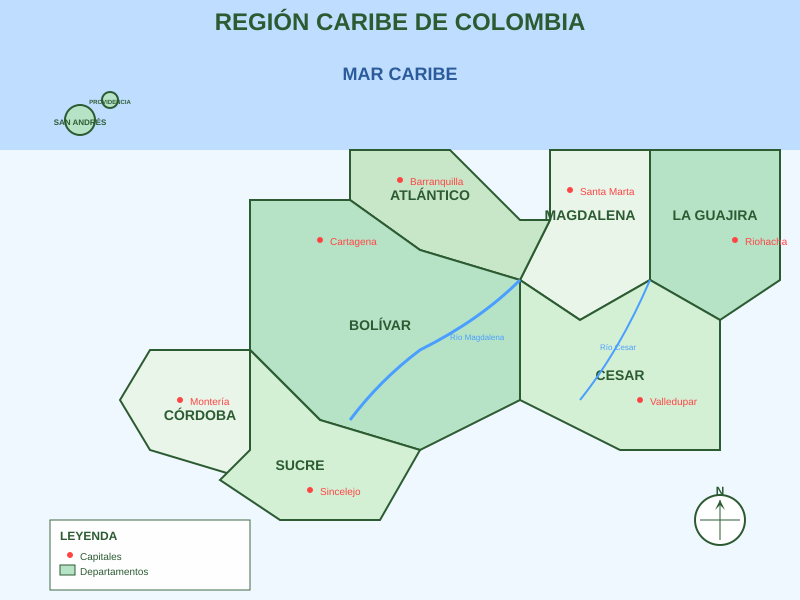 REGIÓN CARIBE DE COLOMBIA
MAR CARIBE
PROVIDENCIA
SAN ANDRÉS
Barranquilla
ATLÁNTICO
Santa Marta
MAGDALENA
LA GUAJIRA
Riohacha
Cartagena
BOLÍVAR
Río Magdalena
Río Cesar
CESAR
Valledupar
Montería
CÓRDOBA
SUCRE
Sincelejo
N
LEYENDA
Capitales
Departamentos